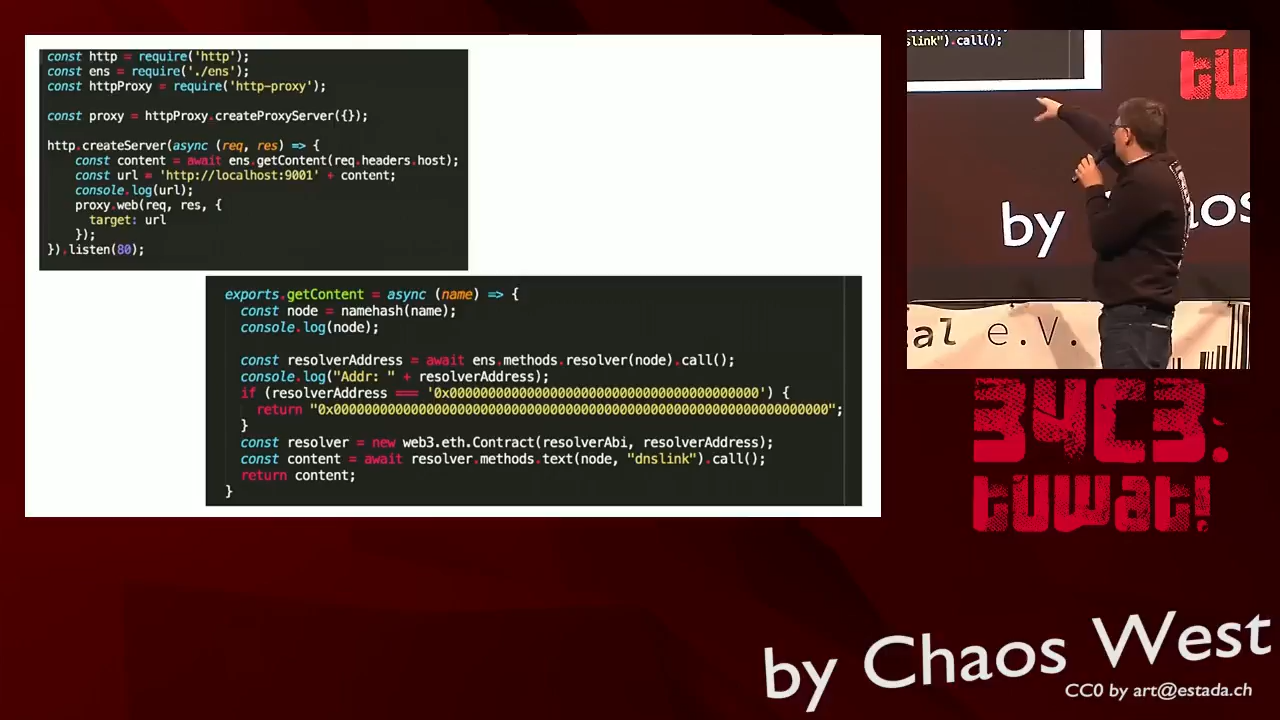 const http = require('http');
const ens = require('./ens');
const httpProxy = require('http-proxy');
const proxy = httpProxy.createProxyServer({});
http.createServer(async (req, res) => {
const content = await ens.getContent(req.headers.host);
const url = 'http://localhost:9001' + content;
console.log(url);
proxy.web(req, res, {
target: url
});
}).listen(80);
exports.getContent = async (name) => {
const node = namehash(name);
console.log(node);
const resolverAddress = await ens.methods.resolver(node).call();
console.log("Addr: " + resolverAddress);
if (resolverAddress === '0x0000000000000000000000000000000000000000') {
return "0x0000000000000000000000000000000000000000000000000000000000000000";
}
const resolver = new web3.eth.Contract(resolverAbi, resolverAddress);
const content = await resolver.methods.text(node, "dnslink").call();
return content;
}
slink").call();
by
tal e.V.
34C3:
tuwat!
by Chaos West
CC0 by art@estada.ch